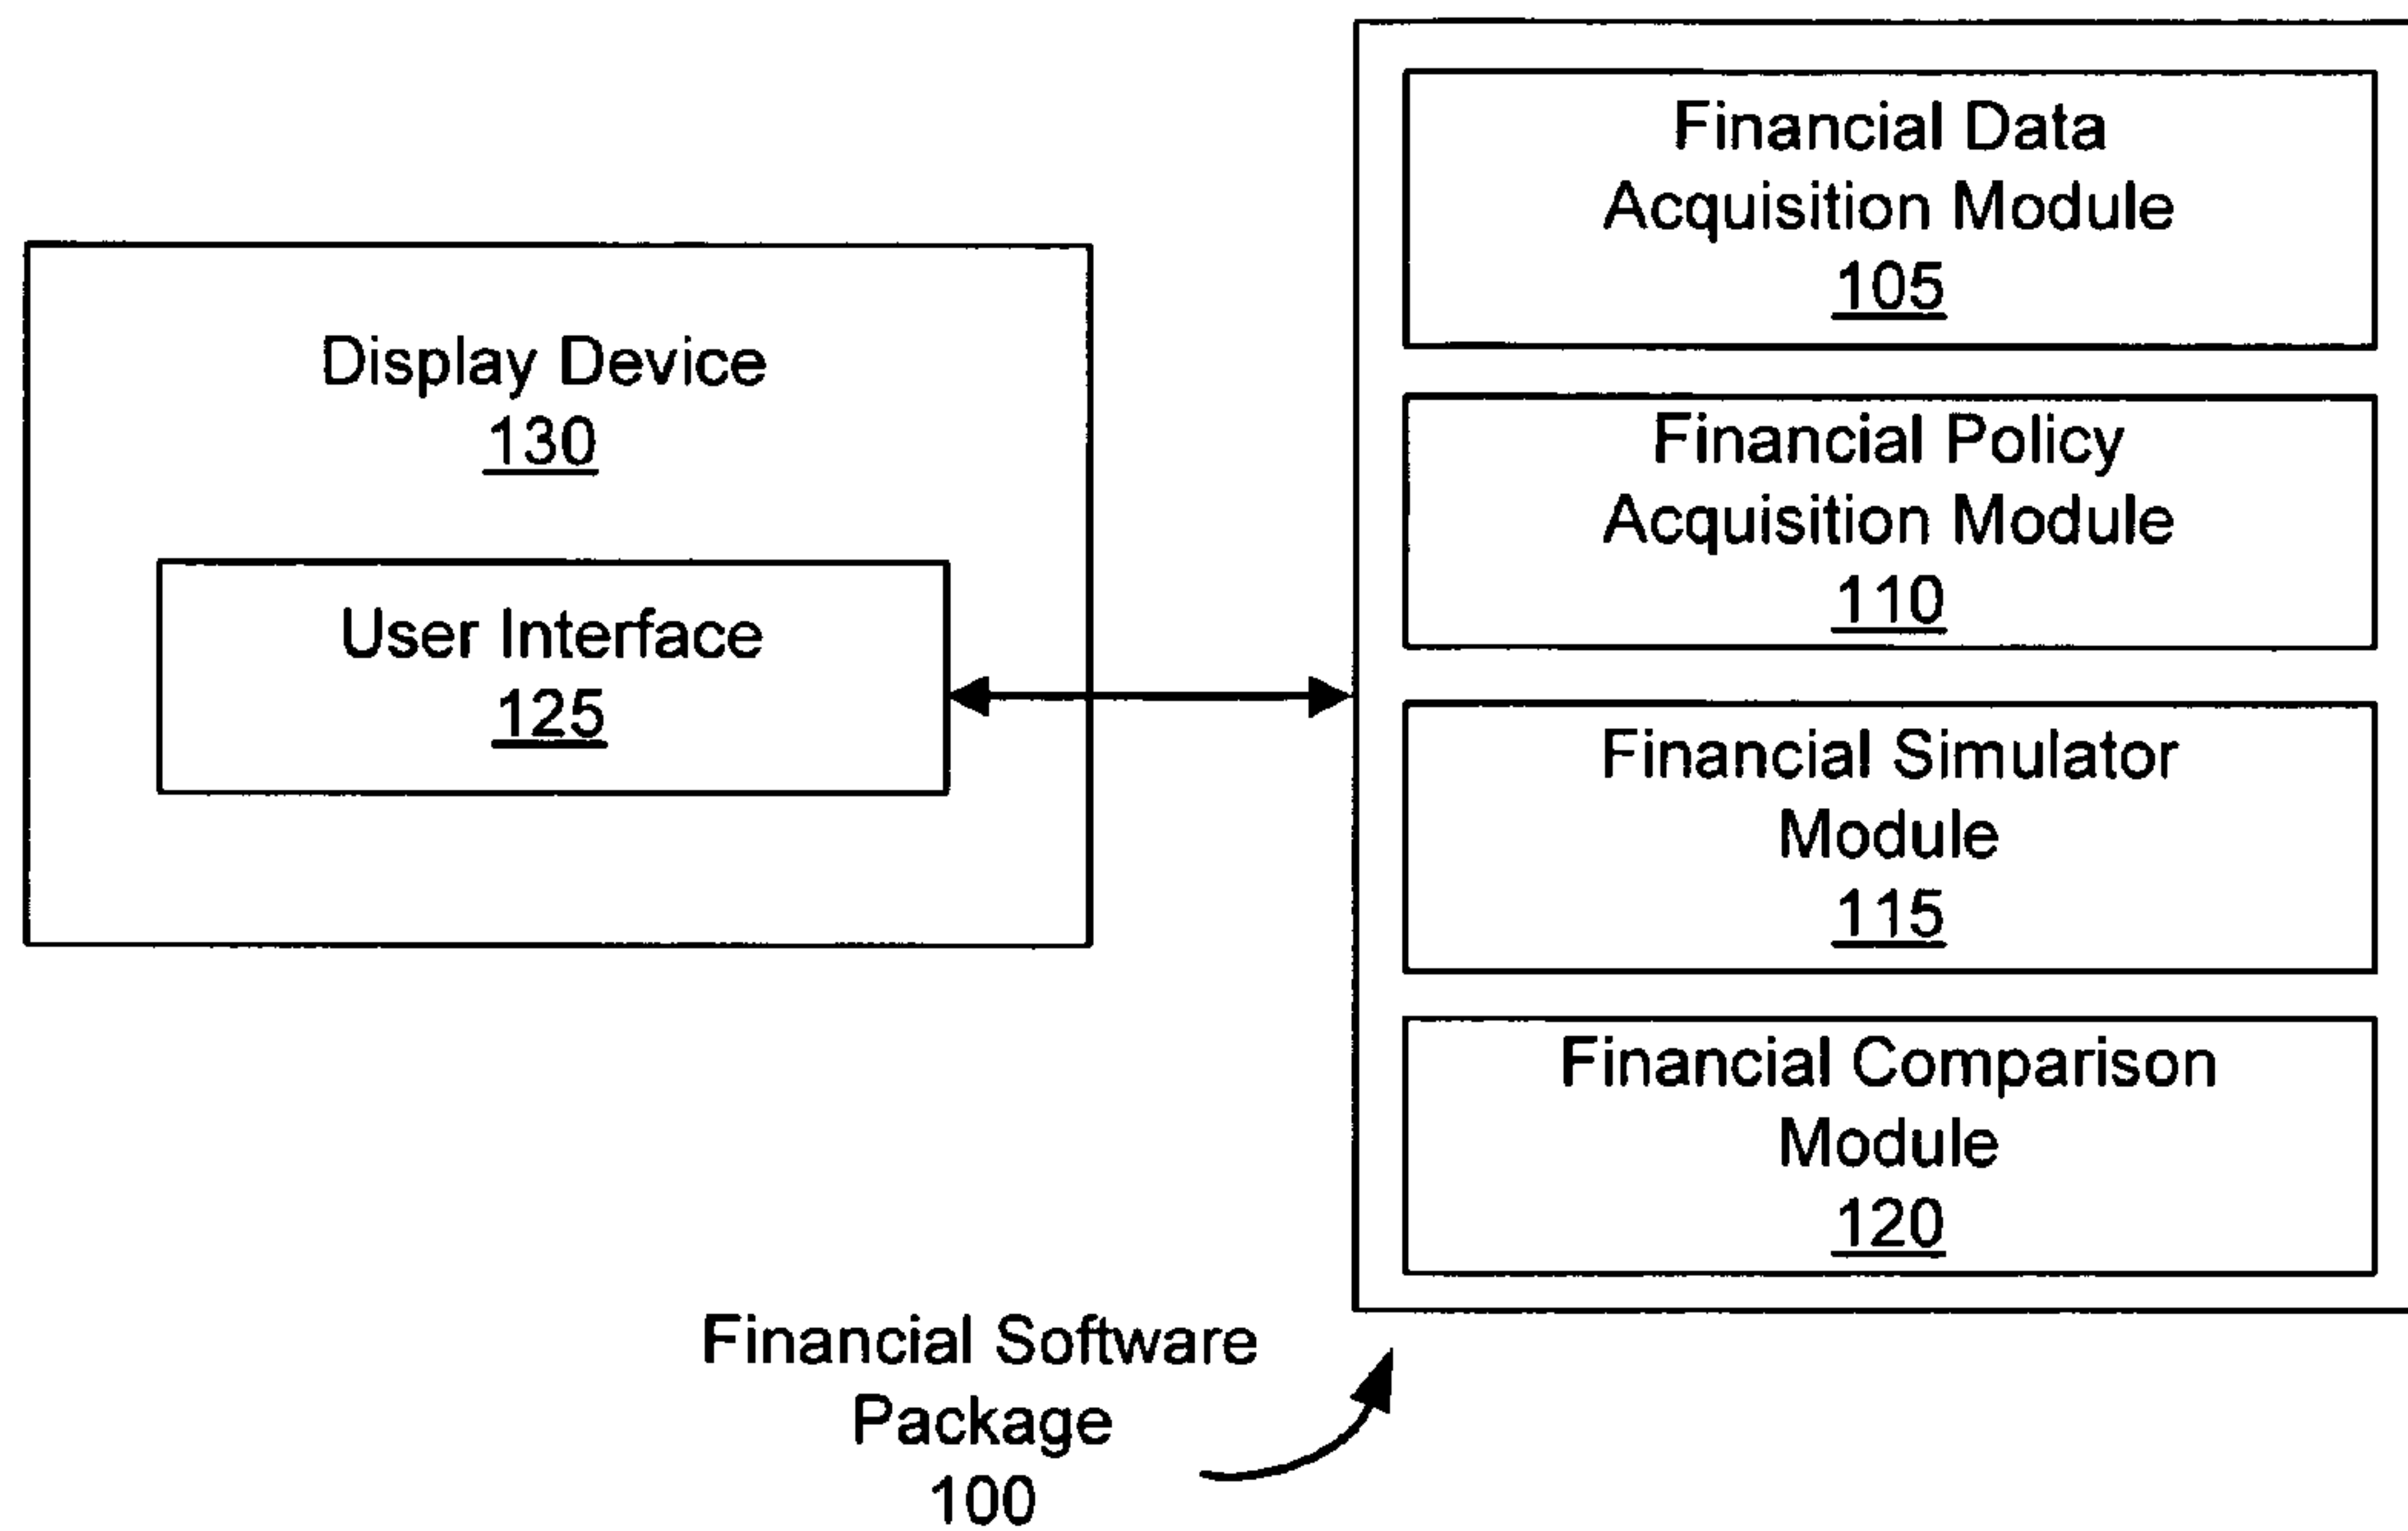 Display Device
130
User Interface
125
Financial Data
Acquisition Module
105
Financial Policy
Acquisition Module
110
Financial Simulator
Module
115
Financial Comparison
Module
120
Financial Software
Package
100